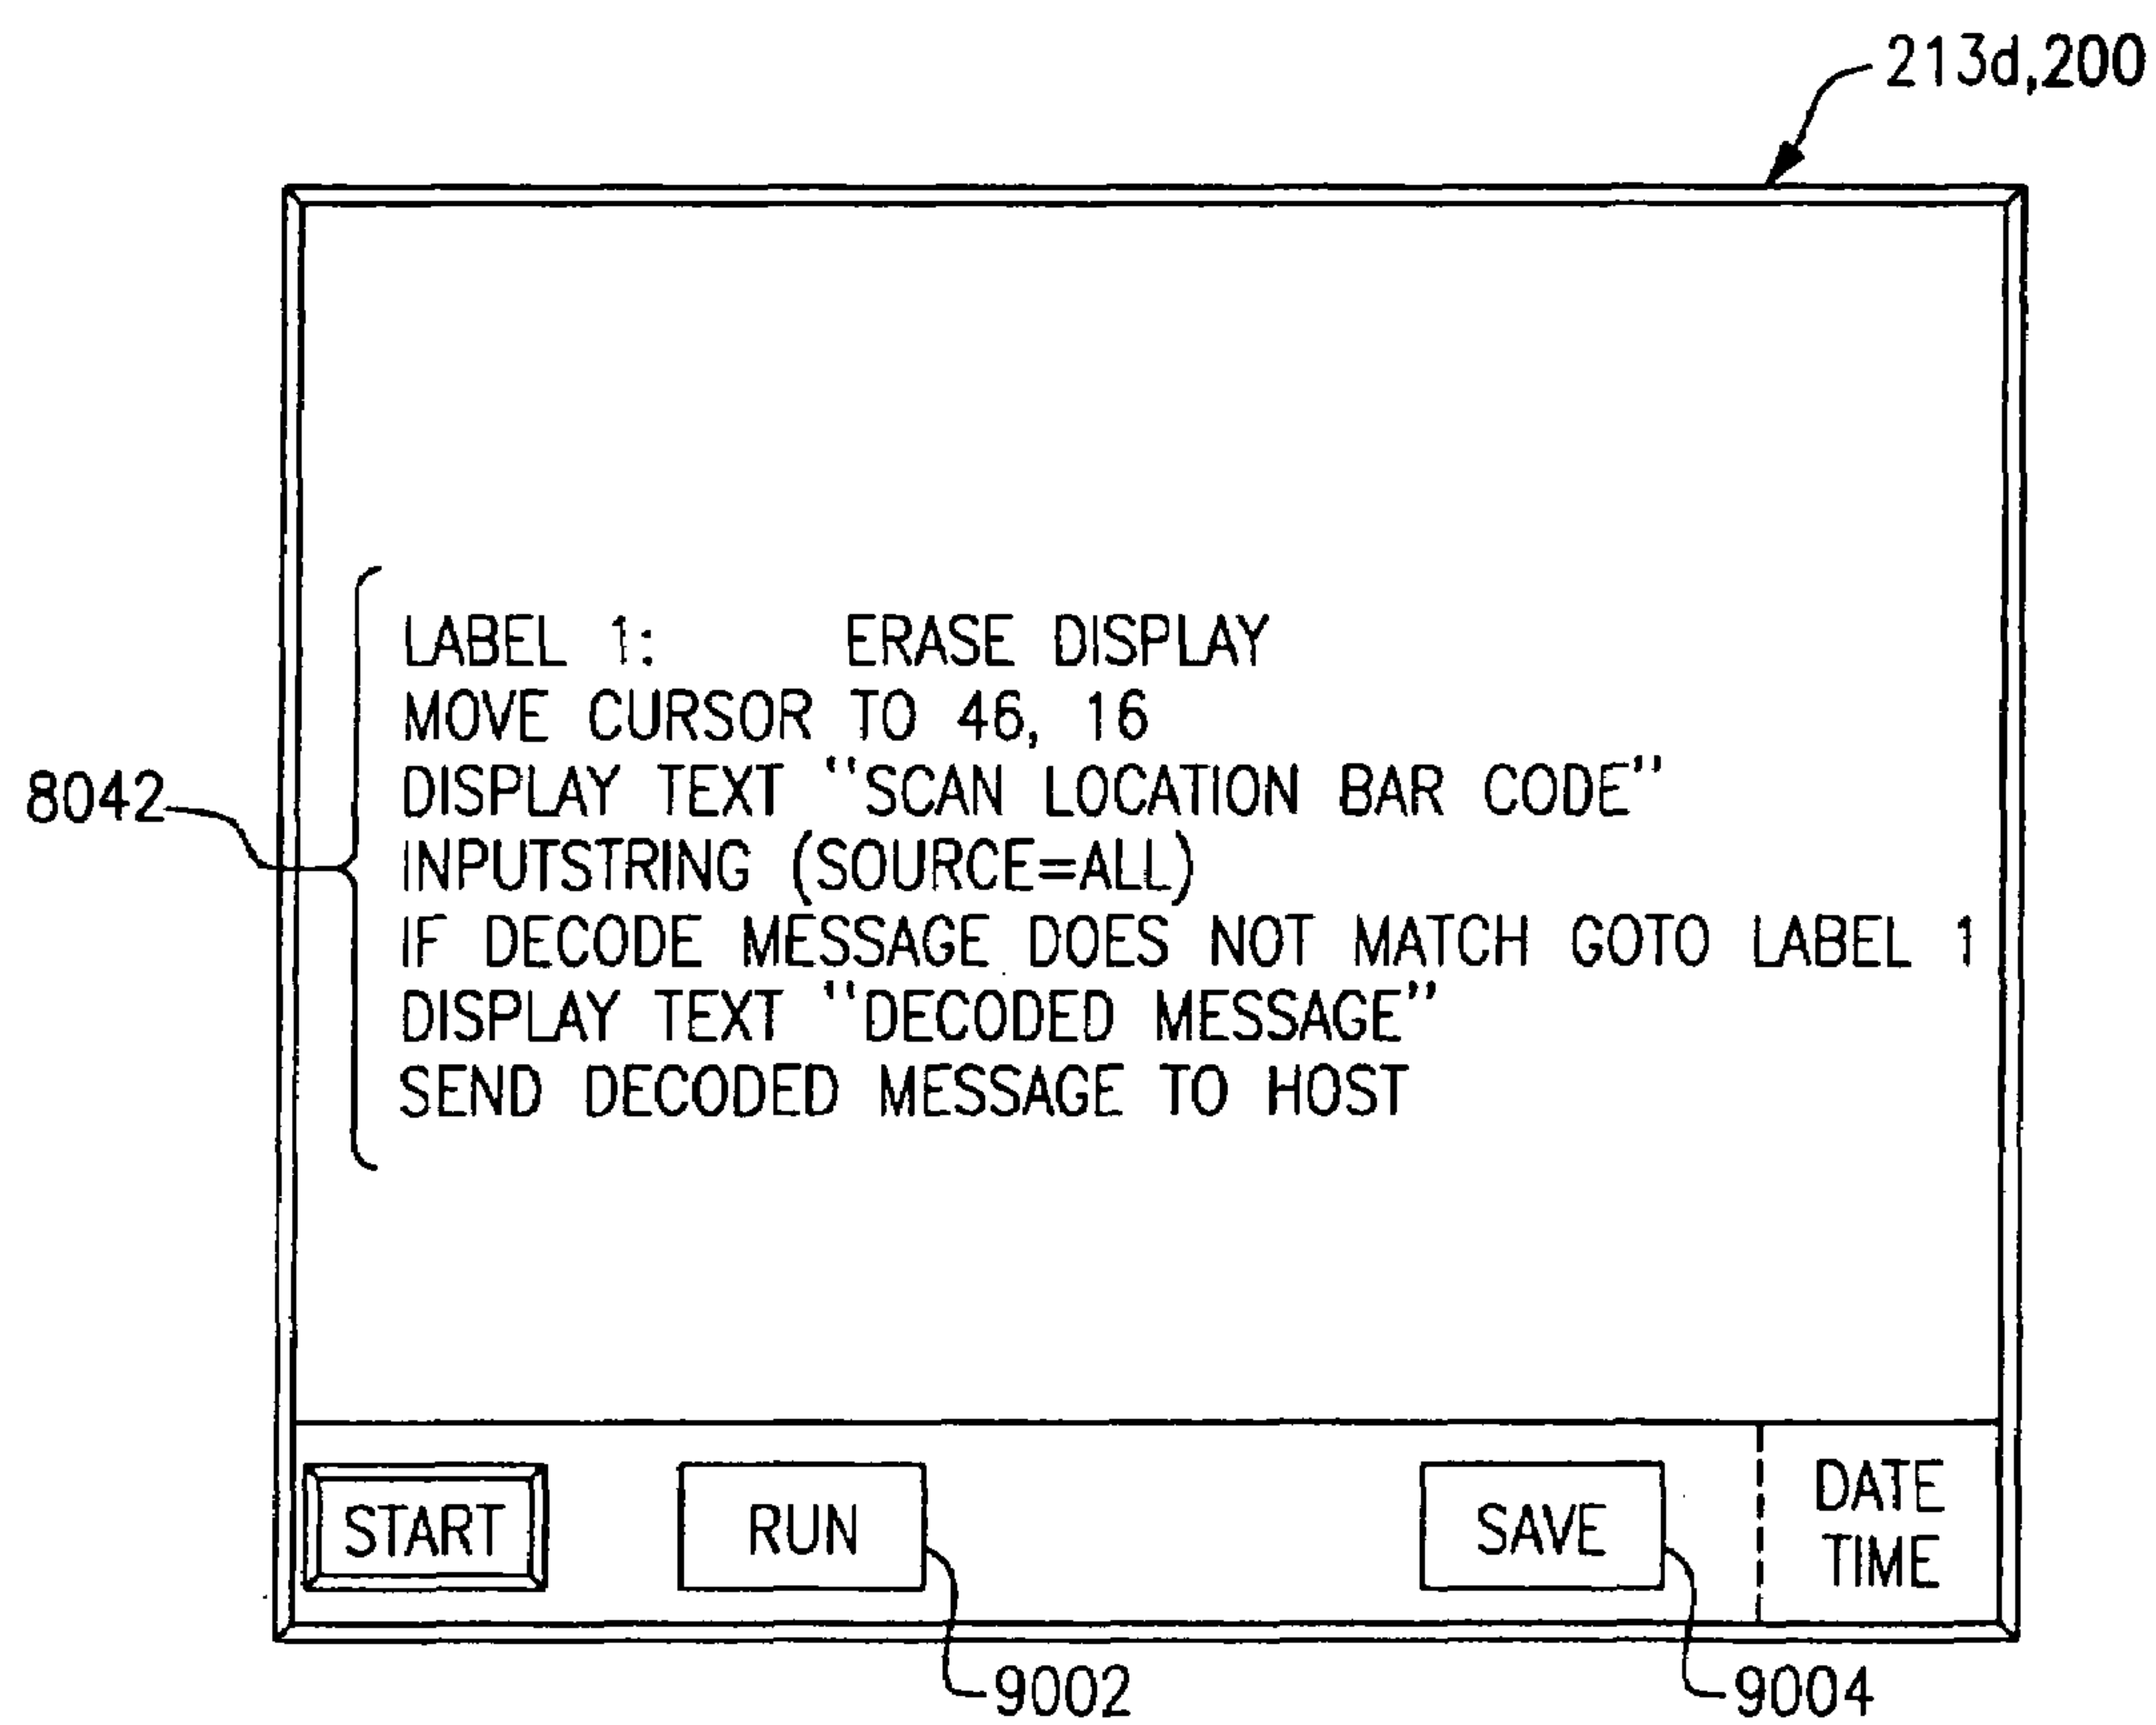 213d,200
LABEL 1: ERASE DISPLAY
MOVE CURSOR TO 46, 16
DISPLAY TEXT "SCAN LOCATION BAR CODE"
8042
INPUTSTRING (SOURCE=ALL)
IF DECODE MESSAGE DOES NOT MATCH GOTO LABEL 1
DISPLAY TEXT "DECODED MESSAGE"
SEND DECODED MESSAGE TO HOST
START RUN SAVE DATE
TIME
9002 9004